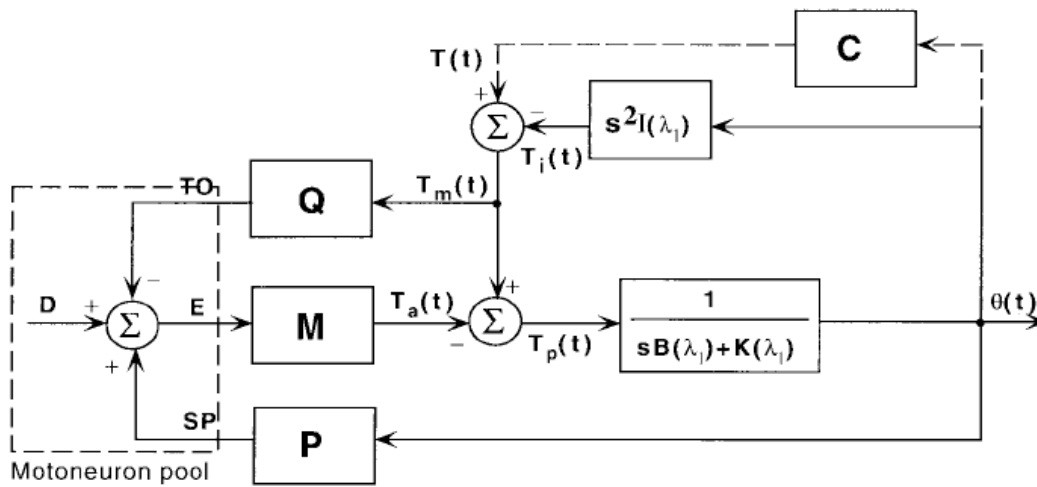 C
T(t)
+
−
Σ
s²I(λ₁)
T_i(t)
TO
Q
T_m(t)
−
+
D
+
Σ
E
M
T_a(t)
Σ
−
T_p(t)
1
sB(λ₁)+K(λ₁)
θ(t)
+
SP
P
Motoneuron pool